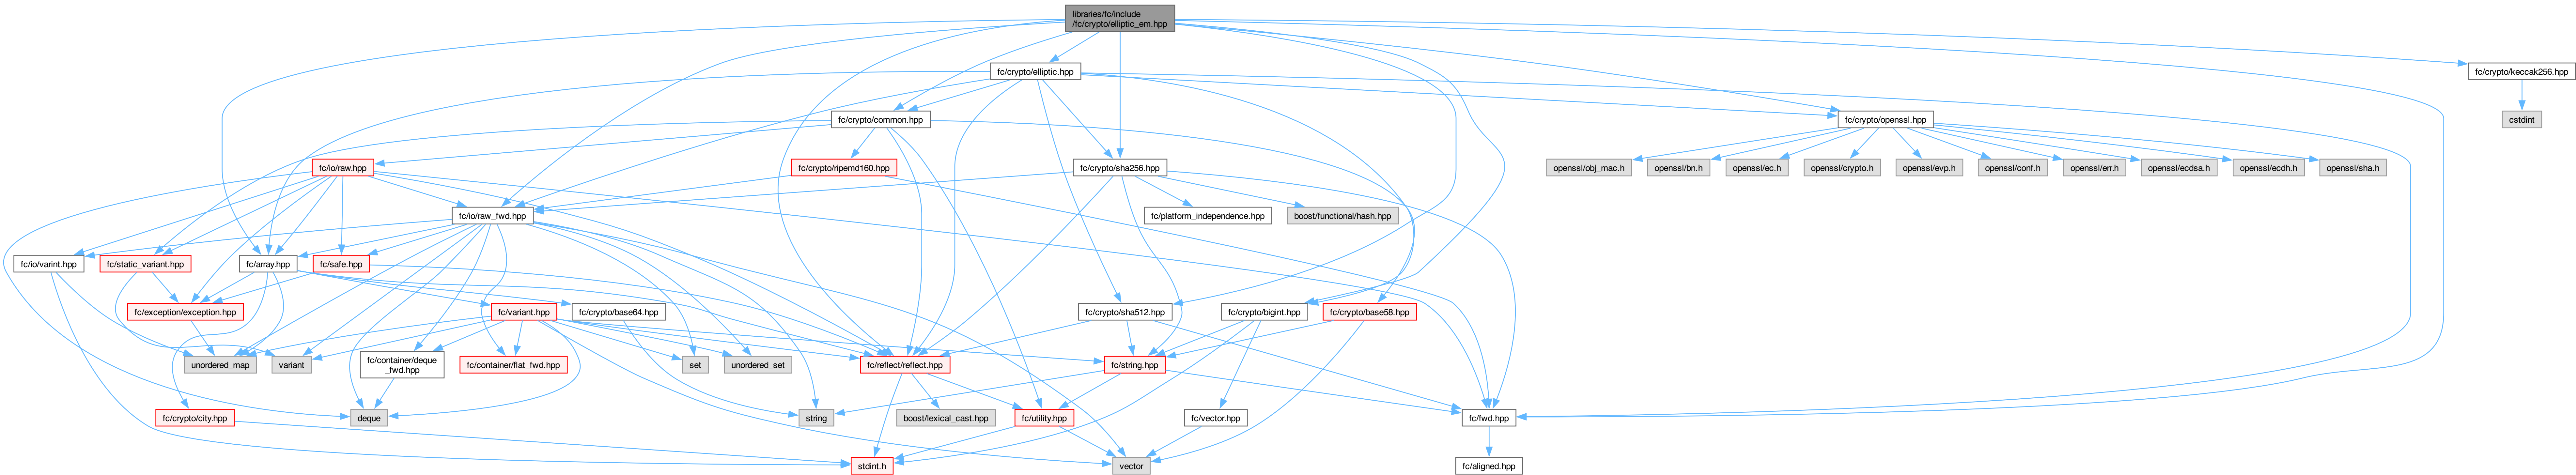 libraries/fc/include
/fc/crypto/elliptic_em.hpp
fc/crypto/elliptic.hpp
fc/crypto/keccak256.hpp
fc/crypto/common.hpp
fc/crypto/openssl.hpp
cstdint
fc/io/raw.hpp
fc/crypto/ripemd160.hpp
fc/crypto/sha256.hpp
openssl/obj_mac.h
openssl/bn.h
openssl/ec.h
openssl/crypto.h
openssl/evp.h
openssl/conf.h
openssl/err.h
openssl/ecdsa.h
openssl/ecdh.h
openssl/sha.h
fc/io/raw_fwd.hpp
fc/platform_independence.hpp
boost/functional/hash.hpp
fc/io/varint.hpp
fc/static_variant.hpp
fc/array.hpp
fc/safe.hpp
fc/exception/exception.hpp
fc/variant.hpp
fc/crypto/base64.hpp
fc/crypto/sha512.hpp
fc/crypto/bigint.hpp
fc/crypto/base58.hpp
unordered_map
variant
fc/container/deque
_fwd.hpp
fc/container/flat_fwd.hpp
set
unordered_set
fc/reflect/reflect.hpp
fc/string.hpp
fc/crypto/city.hpp
deque
string
boost/lexical_cast.hpp
fc/utility.hpp
fc/vector.hpp
fc/fwd.hpp
stdint.h
vector
fc/aligned.hpp